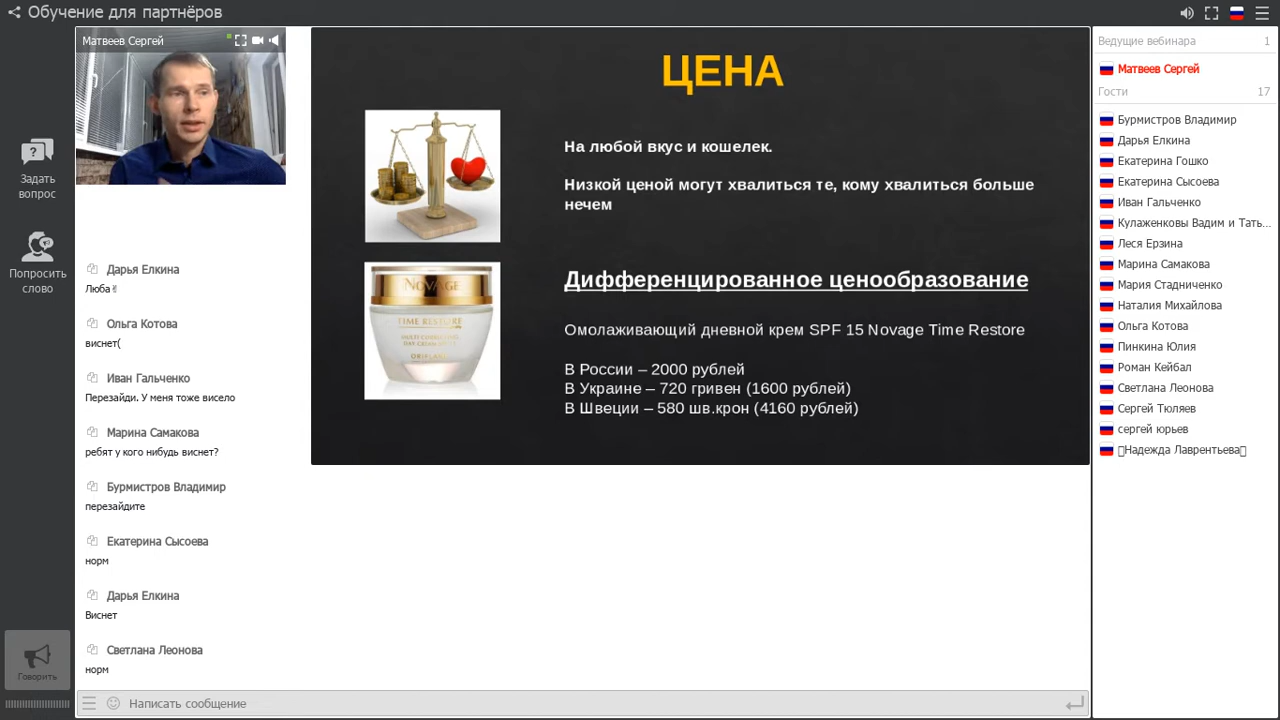 Обучение для партнёров
Матвеев Сергей
Задать
вопрос
Попросить
слово
Говорить
Дарья Елкина
Люба✌
Ольга Котова
виснет(
Иван Гальченко
Перезайди. У меня тоже висело
Марина Самакова
ребят у кого нибудь виснет?
Бурмистров Владимир
перезайдите
Екатерина Сысоева
норм
Дарья Елкина
Виснет
Светлана Леонова
норм
Написать сообщение
ЦЕНА
На любой вкус и кошелек.
Низкой ценой могут хвалиться те, кому хвалиться больше
нечем
NOVAGE
TIME RESTORE
ORIFLAME
Дифференцированное ценообразование
Омолаживающий дневной крем SPF 15 Novage Time Restore
В России – 2000 рублей
В Украине – 720 гривен (1600 рублей)
В Швеции – 580 шв.крон (4160 рублей)
Ведущие вебинара 1
Матвеев Сергей
Гости 17
Бурмистров Владимир
Дарья Елкина
Екатерина Гошко
Екатерина Сысоева
Иван Гальченко
Кулаженковы Вадим и Тать...
Леся Ерзина
Марина Самакова
Мария Стадниченко
Наталия Михайлова
Ольга Котова
Пинкина Юлия
Роман Кейбал
Светлана Леонова
Сергей Тюляев
сергей юрьев
Надежда Лаврентьева